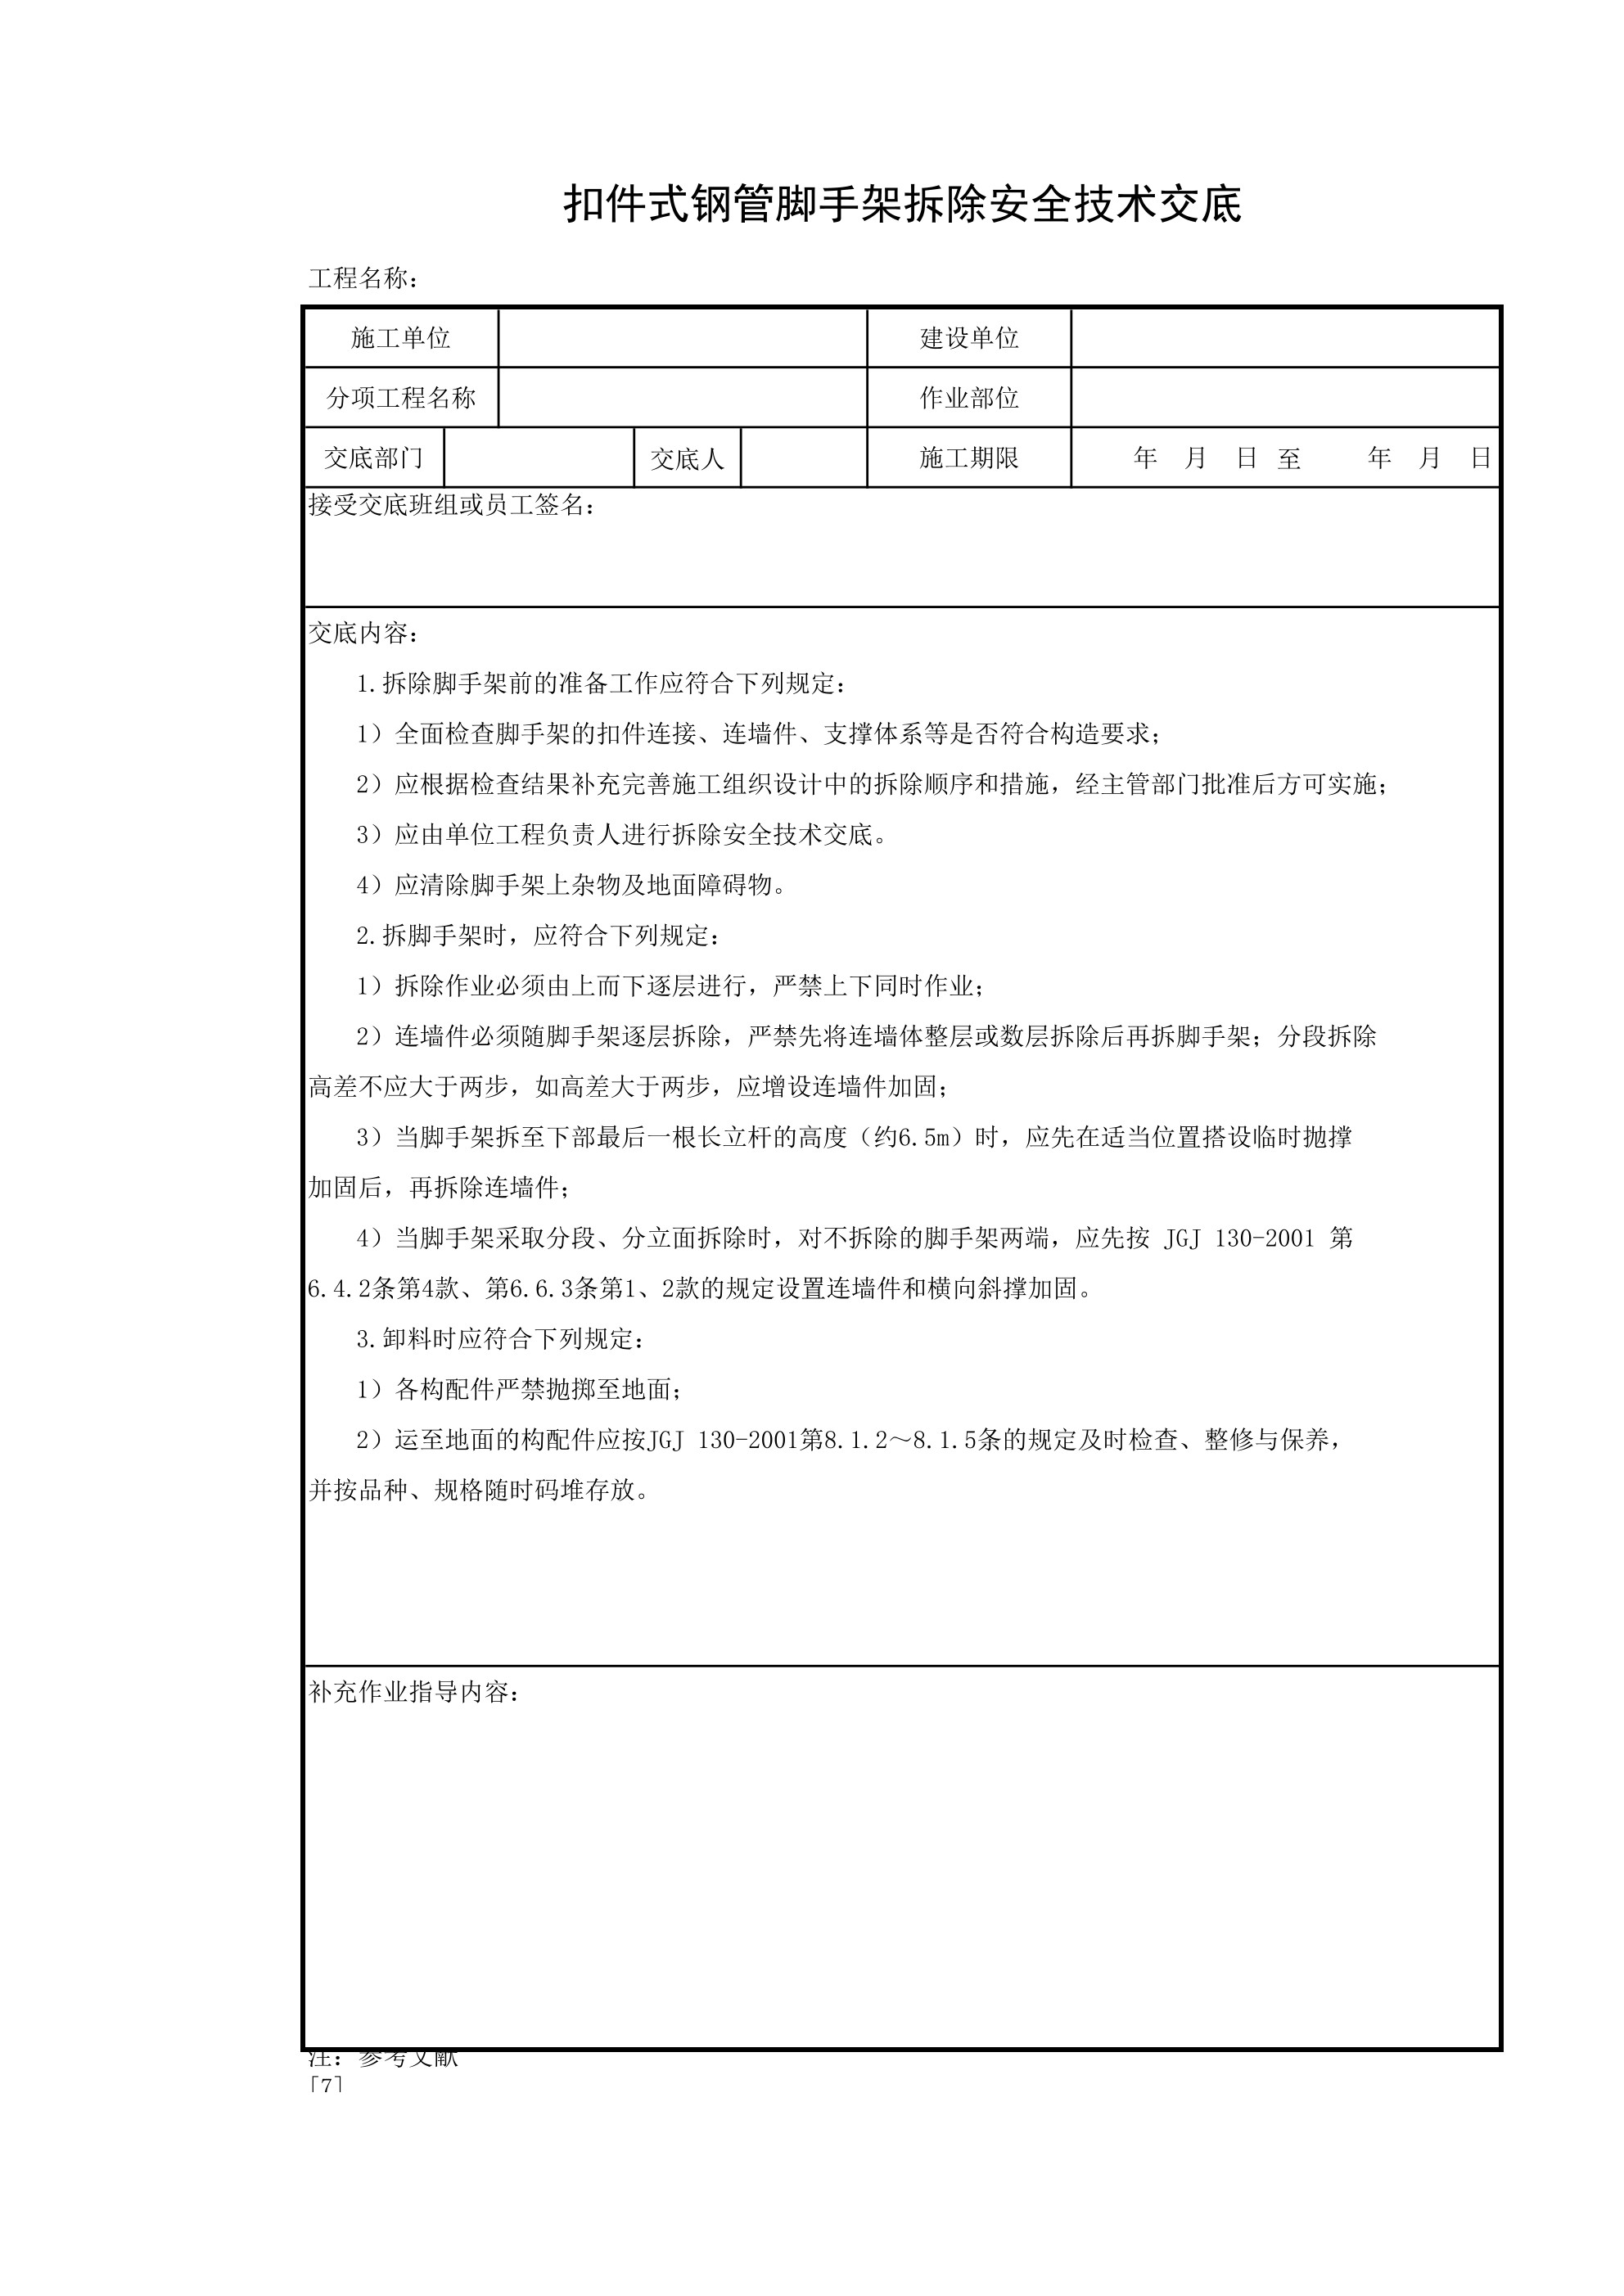 扣件式钢管脚手架拆除安全技术交底
工程名称：
施工单位 建设单位
分项工程名称 作业部位
交底部门 交底人 施工期限 年 月 日 至 年 月 日
接受交底班组或员工签名：
交底内容：
1.拆除脚手架前的准备工作应符合下列规定：
1）全面检查脚手架的扣件连接、连墙件、支撑体系等是否符合构造要求；
2）应根据检查结果补充完善施工组织设计中的拆除顺序和措施，经主管部门批准后方可实施；
3）应由单位工程负责人进行拆除安全技术交底。
4）应清除脚手架上杂物及地面障碍物。
2.拆脚手架时，应符合下列规定：
1）拆除作业必须由上而下逐层进行，严禁上下同时作业；
2）连墙件必须随脚手架逐层拆除，严禁先将连墙体整层或数层拆除后再拆脚手架；分段拆除
高差不应大于两步，如高差大于两步，应增设连墙件加固；
3）当脚手架拆至下部最后一根长立杆的高度（约6.5m）时，应先在适当位置搭设临时抛撑
加固后，再拆除连墙件；
4）当脚手架采取分段、分立面拆除时，对不拆除的脚手架两端，应先按 JGJ 130-2001 第
6.4.2条第4款、第6.6.3条第1、2款的规定设置连墙件和横向斜撑加固。
3.卸料时应符合下列规定：
1）各构配件严禁抛掷至地面；
2）运至地面的构配件应按JGJ 130-2001第8.1.2～8.1.5条的规定及时检查、整修与保养，
并按品种、规格随时码堆存放。
补充作业指导内容：
注：参考文献
[7]